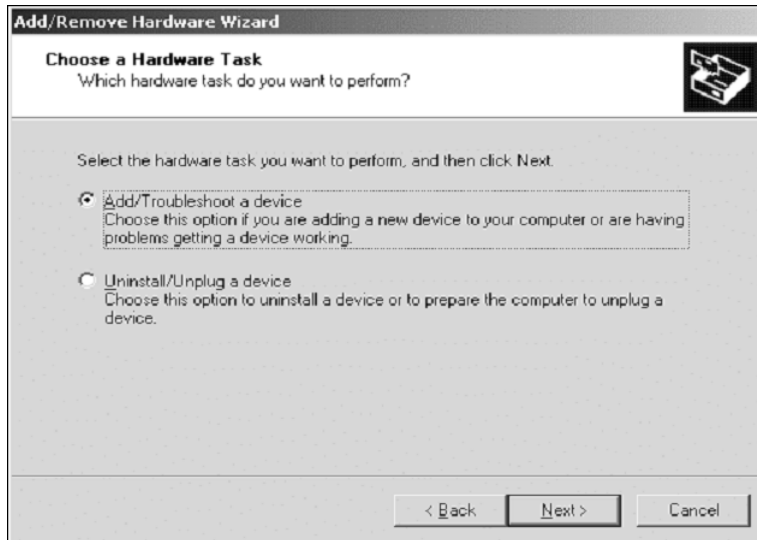 Add/Remove Hardware Wizard
Choose a Hardware Task
Which hardware task do you want to perform?
Select the hardware task you want to perform, and then click Next.
Add/Troubleshoot a device
Choose this option if you are adding a new device to your computer or are having
problems getting a device working.
Uninstall/Unplug a device
Choose this option to uninstall a device or to prepare the computer to unplug a
device.
< Back
Next >
Cancel